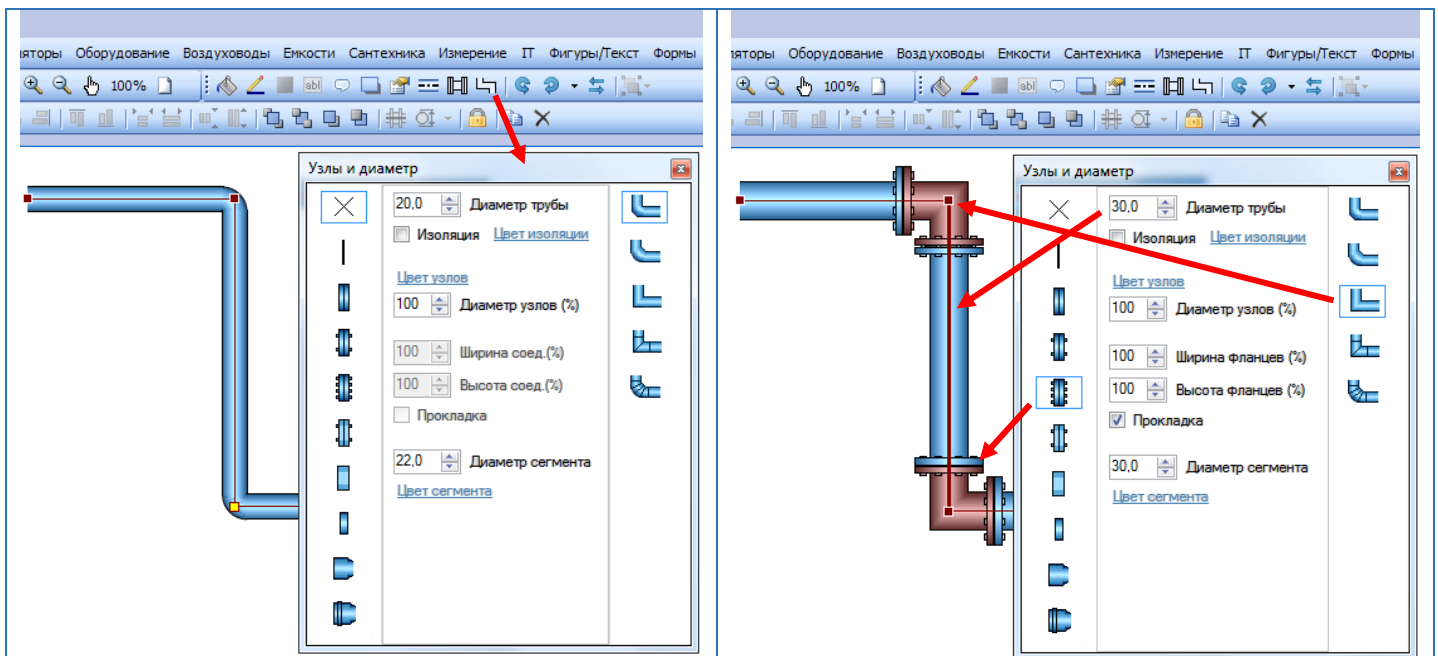 яторы Оборудование Воздуховоды Емкости Сантехника Измерение IT Фигуры/Текст Формы
100% abl
Узлы и диаметр
20,0 Диаметр трубы
Изоляция Цвет изоляции
Цвет узлов
100 Диаметр узлов (%)
100 Ширина соед.(%)
100 Высота соед.(%)
Прокладка
22,0 Диаметр сегмента
Цвет сегмента
ляторы Оборудование Воздуховоды Емкости Сантехника Измерение IT Фигуры/Текст Формы
100% abl
Узлы и диаметр
30,0 Диаметр трубы
Изоляция Цвет изоляции
Цвет узлов
100 Диаметр узлов (%)
100 Ширина фланцев (%)
100 Высота фланцев (%)
Прокладка
30,0 Диаметр сегмента
Цвет сегмента